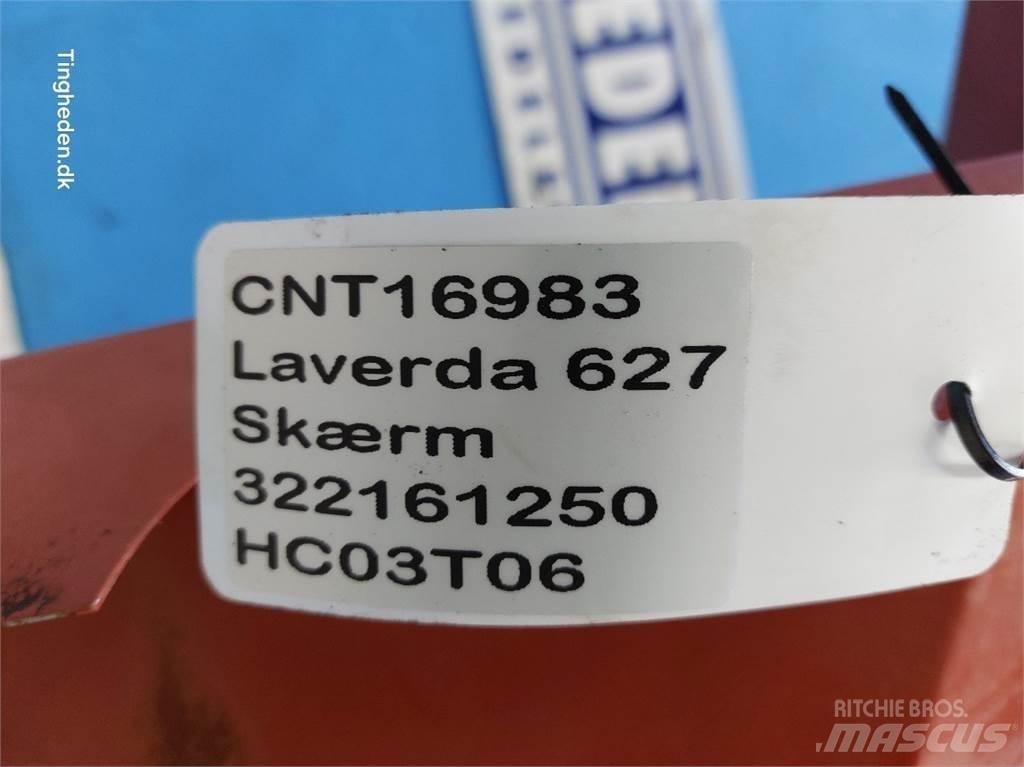 Tingheden.dk
CNT16983
Laverda 627
Skærm
322161250
HC03T06
RITCHIE BROS.
MASCUS